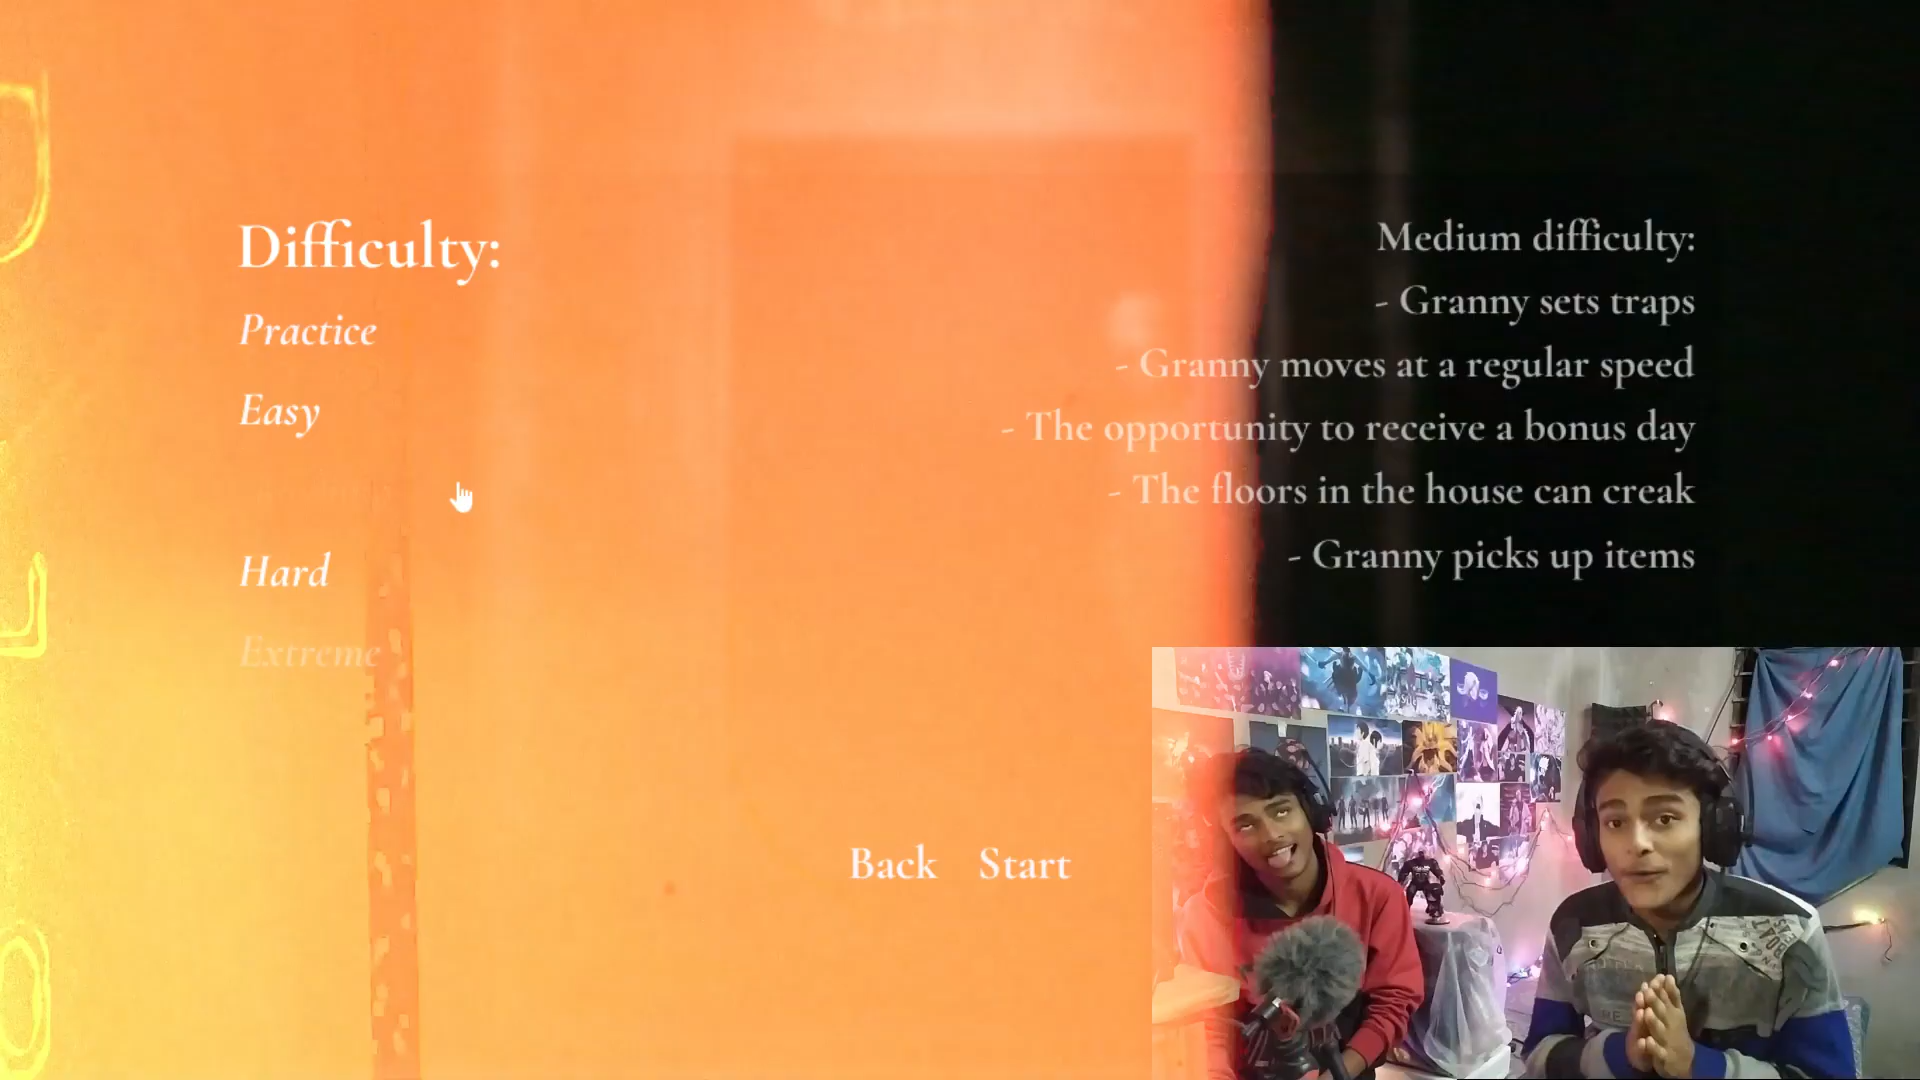 Difficulty:
Practice
Easy
Hard
Extreme
Back Start
Medium difficulty:
- Granny sets traps
- Granny moves at a regular speed
- The opportunity to receive a bonus day
- The floors in the house can creak
- Granny picks up items